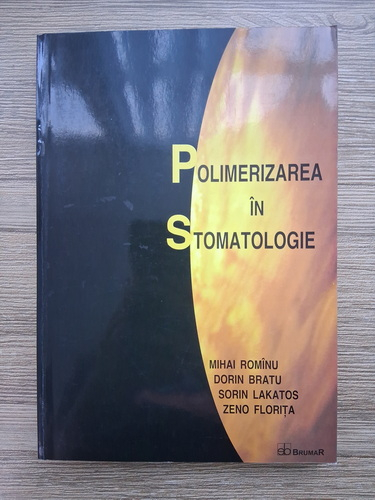 POLIMERIZAREA
ÎN
STOMATOLOGIE
MIHAI ROMÎNU
DORIN BRATU
SORIN LAKATOS
ZENO FLORIȚA
BRUMAR